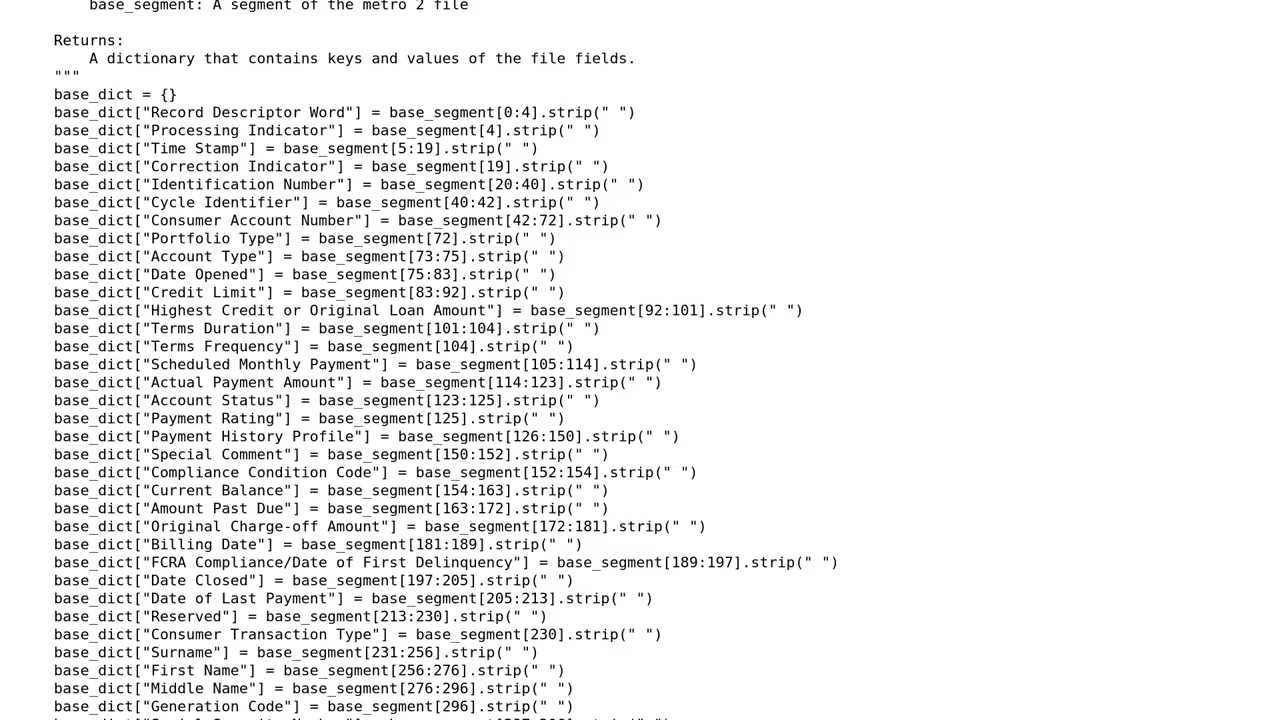 base_segment: A segment of the metro 2 file
Returns:
A dictionary that contains keys and values of the file fields.
"""
base_dict = {}
base_dict["Record Descriptor Word"] = base_segment[0:4].strip(" ")
base_dict["Processing Indicator"] = base_segment[4].strip(" ")
base_dict["Time Stamp"] = base_segment[5:19].strip(" ")
base_dict["Correction Indicator"] = base_segment[19].strip(" ")
base_dict["Identification Number"] = base_segment[20:40].strip(" ")
base_dict["Cycle Identifier"] = base_segment[40:42].strip(" ")
base_dict["Consumer Account Number"] = base_segment[42:72].strip(" ")
base_dict["Portfolio Type"] = base_segment[72].strip(" ")
base_dict["Account Type"] = base_segment[73:75].strip(" ")
base_dict["Date Opened"] = base_segment[75:83].strip(" ")
base_dict["Credit Limit"] = base_segment[83:92].strip(" ")
base_dict["Highest Credit or Original Loan Amount"] = base_segment[92:101].strip(" ")
base_dict["Terms Duration"] = base_segment[101:104].strip(" ")
base_dict["Terms Frequency"] = base_segment[104].strip(" ")
base_dict["Scheduled Monthly Payment"] = base_segment[105:114].strip(" ")
base_dict["Actual Payment Amount"] = base_segment[114:123].strip(" ")
base_dict["Account Status"] = base_segment[123:125].strip(" ")
base_dict["Payment Rating"] = base_segment[125].strip(" ")
base_dict["Payment History Profile"] = base_segment[126:150].strip(" ")
base_dict["Special Comment"] = base_segment[150:152].strip(" ")
base_dict["Compliance Condition Code"] = base_segment[152:154].strip(" ")
base_dict["Current Balance"] = base_segment[154:163].strip(" ")
base_dict["Amount Past Due"] = base_segment[163:172].strip(" ")
base_dict["Original Charge-off Amount"] = base_segment[172:181].strip(" ")
base_dict["Billing Date"] = base_segment[181:189].strip(" ")
base_dict["FCRA Compliance/Date of First Delinquency"] = base_segment[189:197].strip(" ")
base_dict["Date Closed"] = base_segment[197:205].strip(" ")
base_dict["Date of Last Payment"] = base_segment[205:213].strip(" ")
base_dict["Reserved"] = base_segment[213:230].strip(" ")
base_dict["Consumer Transaction Type"] = base_segment[230].strip(" ")
base_dict["Surname"] = base_segment[231:256].strip(" ")
base_dict["First Name"] = base_segment[256:276].strip(" ")
base_dict["Middle Name"] = base_segment[276:296].strip(" ")
base_dict["Generation Code"] = base_segment[296].strip(" ")